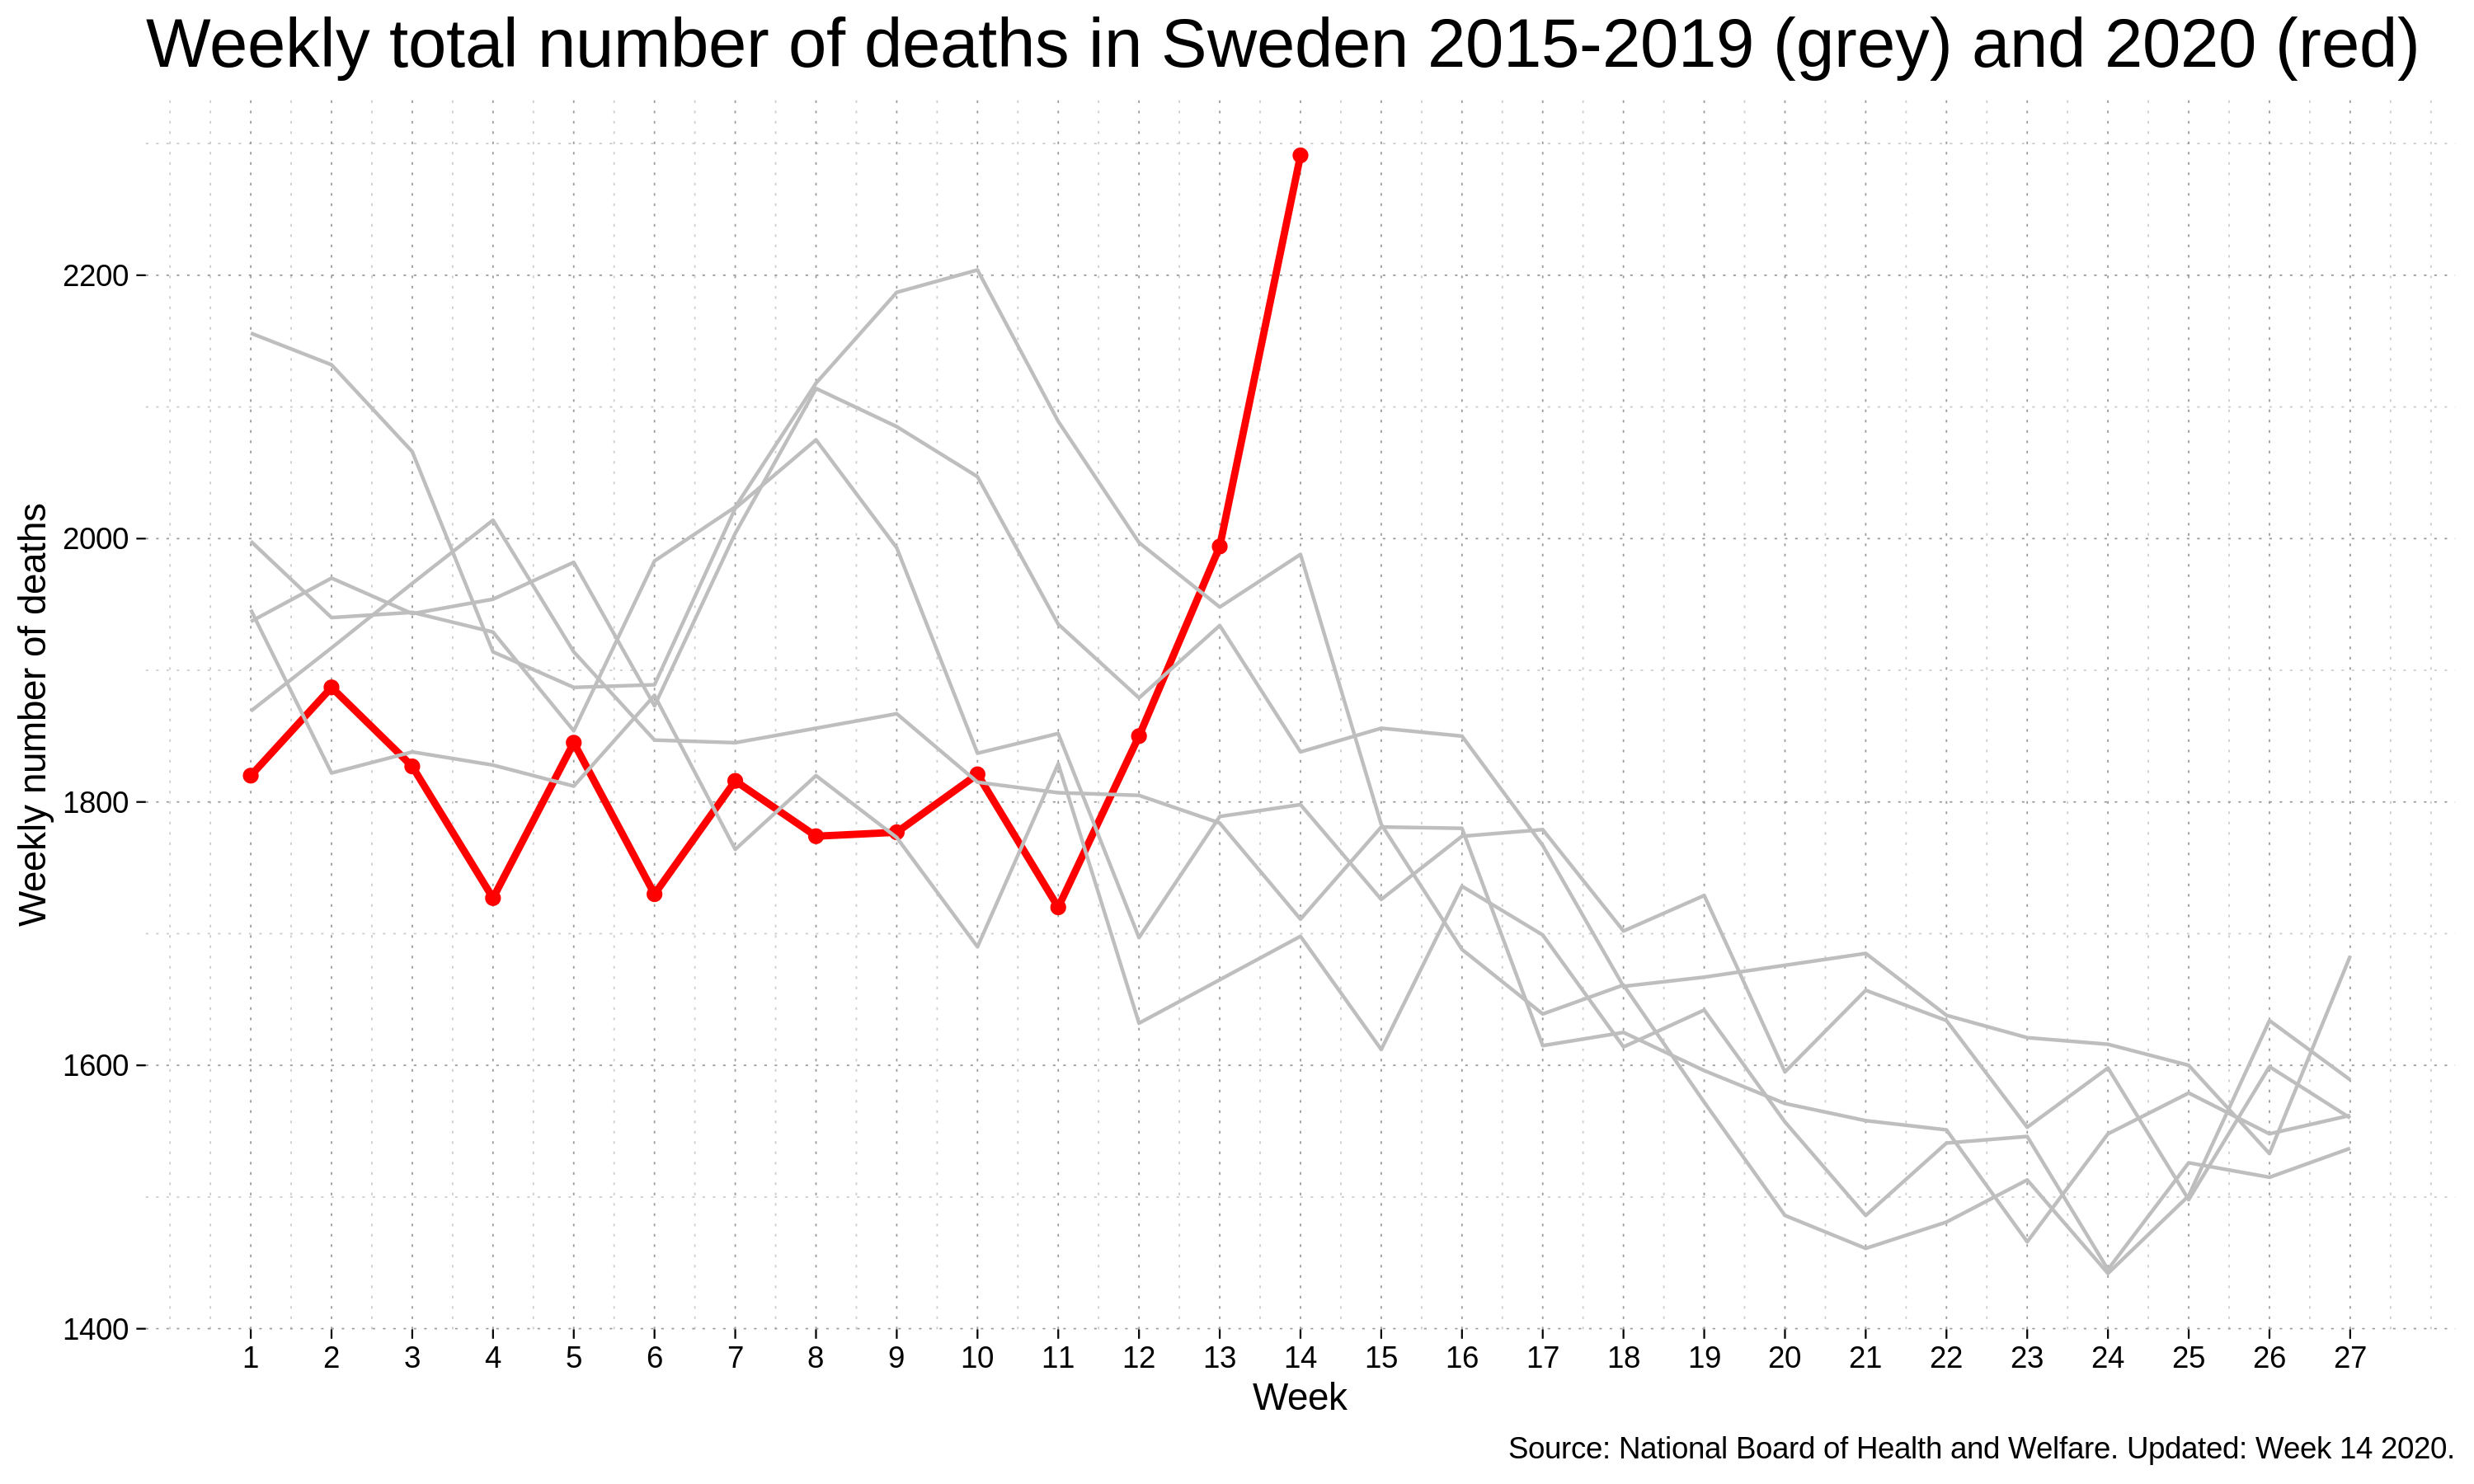 Weekly total number of deaths in Sweden 2015-2019 (grey) and 2020 (red)
Weekly number of deaths
2200
2000
1800
1600
1400
1 2 3 4 5 6 7 8 9 10 11 12 13 14 15 16 17 18 19 20 21 22 23 24 25 26 27
Week
Source: National Board of Health and Welfare. Updated: Week 14 2020.